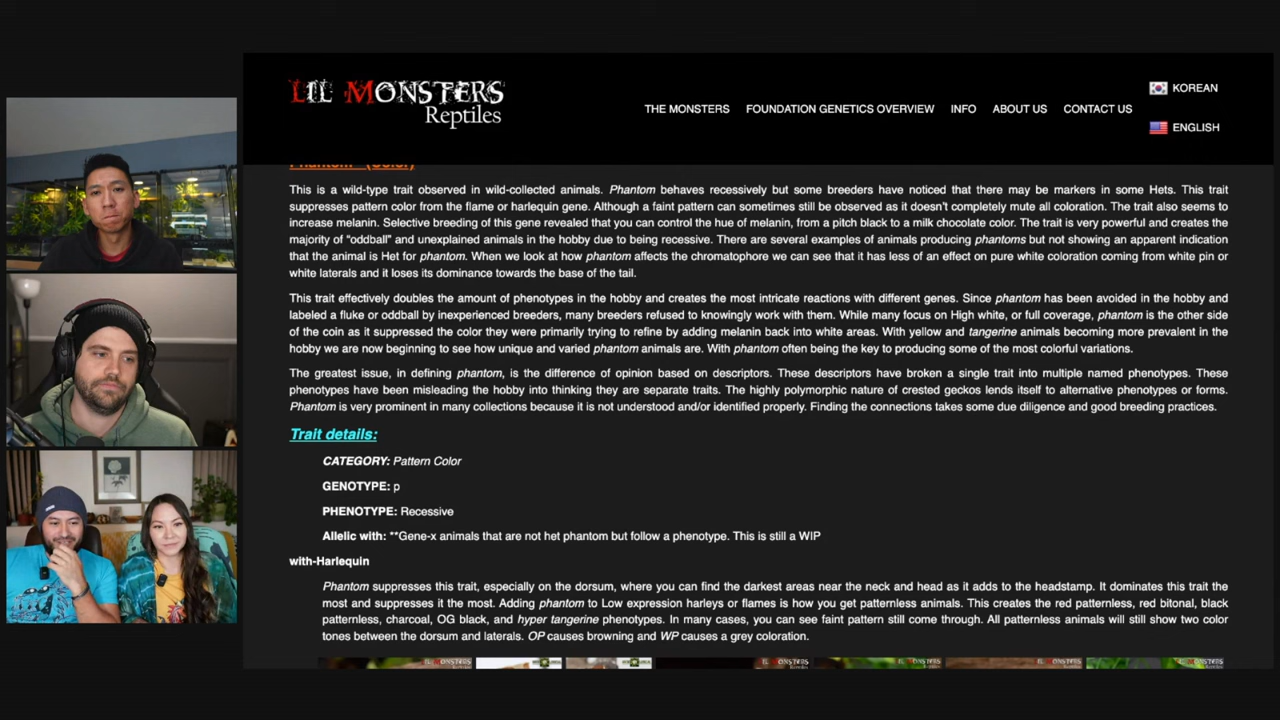 LIL MONSTERS
Reptiles
THE MONSTERS
FOUNDATION GENETICS OVERVIEW
INFO
ABOUT US
CONTACT US
KOREAN
ENGLISH
Phantom (Color)
This is a wild-type trait observed in wild-collected animals. Phantom behaves recessively but some breeders have noticed that there may be markers in some Hets. This trait
suppresses pattern color from the flame or harlequin gene. Although a faint pattern can sometimes still be observed as it doesn't completely mute all coloration. The trait also seems to
increase melanin. Selective breeding of this gene revealed that you can control the hue of melanin, from a pitch black to a milk chocolate color. The trait is very powerful and creates the
majority of “oddball” and unexplained animals in the hobby due to being recessive. There are several examples of animals producing phantoms but not showing an apparent indication
that the animal is Het for phantom. When we look at how phantom affects the chromatophore we can see that it has less of an effect on pure white coloration coming from white pin or
white laterals and it loses its dominance towards the base of the tail.
This trait effectively doubles the amount of phenotypes in the hobby and creates the most intricate reactions with different genes. Since phantom has been avoided in the hobby and
labeled a fluke or oddball by inexperienced breeders, many breeders refused to knowingly work with them. While many focus on High white, or full coverage, phantom is the other side
of the coin as it suppressed the color they were primarily trying to refine by adding melanin back into white areas. With yellow and tangerine animals becoming more prevalent in the
hobby we are now beginning to see how unique and varied phantom animals are. With phantom often being the key to producing some of the most colorful variations.
The greatest issue, in defining phantom, is the difference of opinion based on descriptors. These descriptors have broken a single trait into multiple named phenotypes. These
phenotypes have been misleading the hobby into thinking they are separate traits. The highly polymorphic nature of crested geckos lends itself to alternative phenotypes or forms.
Phantom is very prominent in many collections because it is not understood and/or identified properly. Finding the connections takes some due diligence and good breeding practices.
Trait details:
CATEGORY: Pattern Color
GENOTYPE: p
PHENOTYPE: Recessive
Allelic with: **Gene-x animals that are not het phantom but follow a phenotype. This is still a WIP
with-Harlequin
Phantom suppresses this trait, especially on the dorsum, where you can find the darkest areas near the neck and head as it adds to the headstamp. It dominates this trait the
most and suppresses it the most. Adding phantom to Low expression harleys or flames is how you get patternless animals. This creates the red patternless, red bitonal, black
patternless, charcoal, OG black, and hyper tangerine phenotypes. In many cases, you can see faint pattern still come through. All patternless animals will still show two color
tones between the dorsum and laterals. OP causes browning and WP causes a grey coloration.